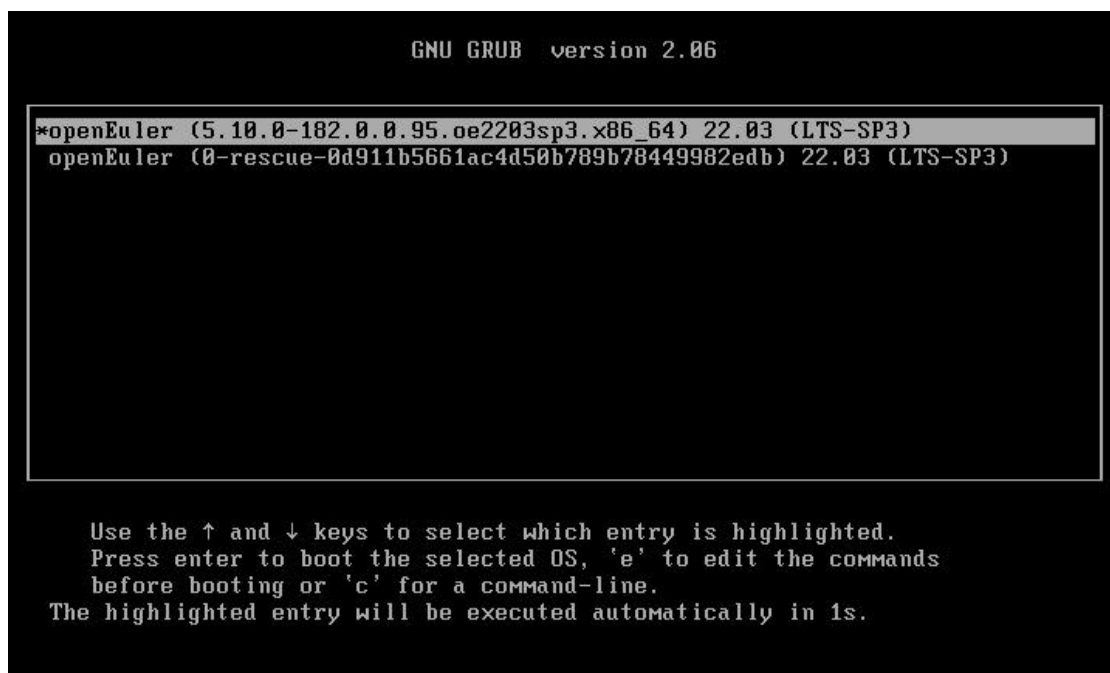 GNU GRUB version 2.06
*openEuler (5.10.0-182.0.0.95.oe2203sp3.x86_64) 22.03 (LTS-SP3)
openEuler (0-rescue-0d911b5661ac4d50b789b78449982edb) 22.03 (LTS-SP3)
Use the ↑ and ↓ keys to select which entry is highlighted.
Press enter to boot the selected OS, 'e' to edit the commands
before booting or 'c' for a command-line.
The highlighted entry will be executed automatically in 1s.